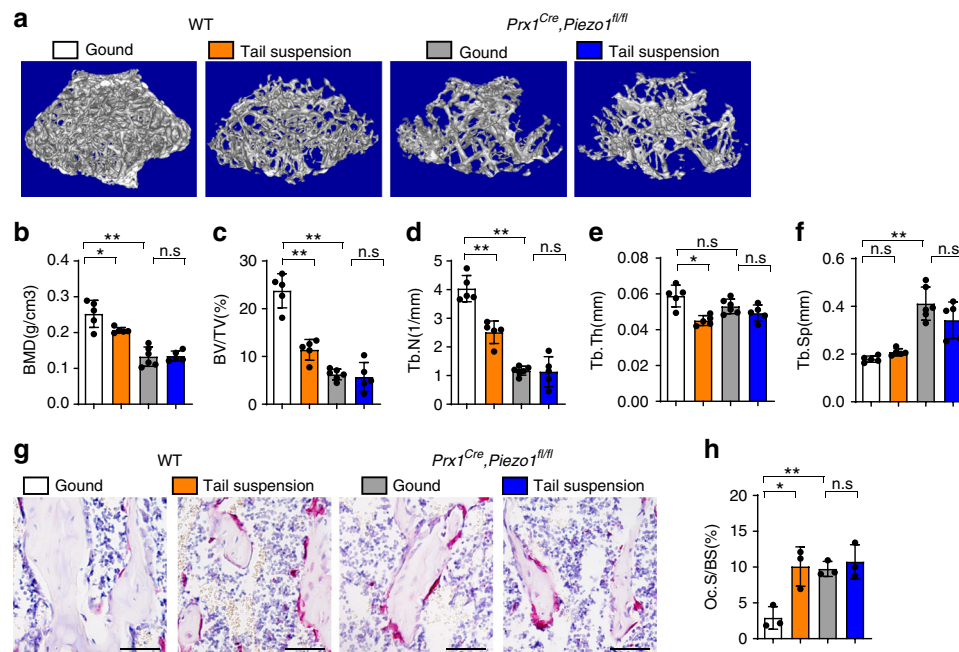 a
WT
Prx1Cre,Piezo1fl/fl
Gound
Tail suspension
Gound
Tail suspension
b
c
d
e
f
BMD(g/cm3)
0.4
0.3
0.2
0.1
0.0
**
*
n.s
BV/TV(%)
30
20
10
0
**
**
n.s
Tb.N(1/mm)
5
4
3
2
1
0
**
**
n.s
Tb.Th(mm)
0.08
0.06
0.04
0.02
0.00
n.s
*
n.s
Tb.Sp(mm)
0.6
0.4
0.2
0.0
**
n.s
n.s
g
WT
Prx1Cre,Piezo1fl/fl
Gound
Tail suspension
Gound
Tail suspension
h
Oc.S/BS(%)
20
15
10
5
0
**
*
n.s